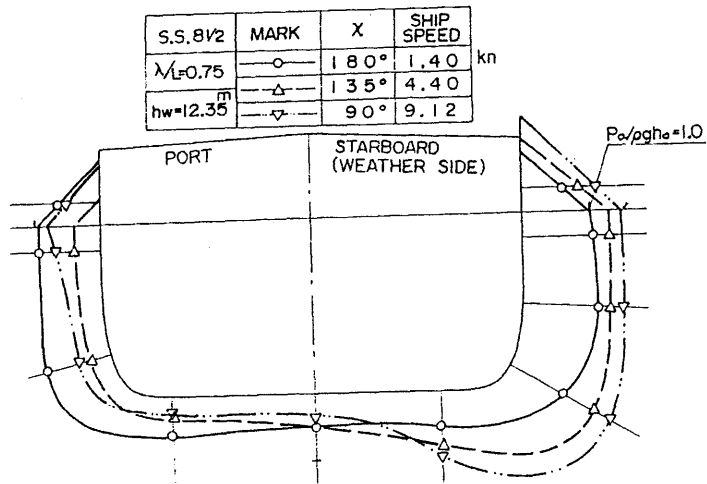 S.S. 8 1/2 MARK χ SHIP SPEED
λ/L=0.75 180° 1.40 kn
135° 4.40
hw=12.35 m 90° 9.12
Pa/ρgha=1.0
PORT STARBOARD
(WEATHER SIDE)